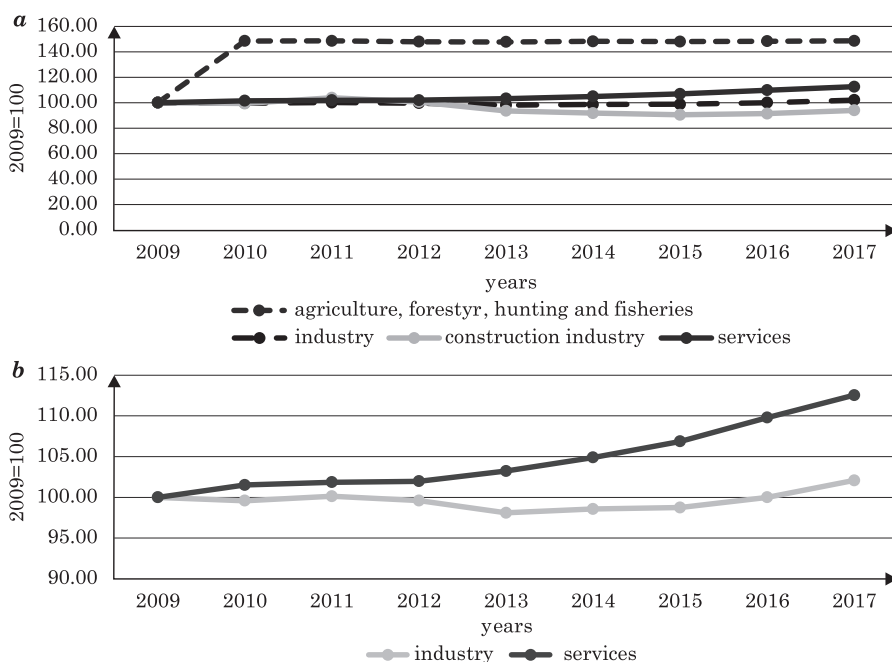 a
160.00
140.00
120.00
100.00
80.00
60.00
40.00
20.00
0.00
2009=100
2009 2010 2011 2012 2013 2014 2015 2016 2017
years
agriculture, forestyr, hunting and fisheries
industry construction industry services
b
115.00
110.00
105.00
100.00
95.00
90.00
2009=100
2009 2010 2011 2012 2013 2014 2015 2016 2017
years
industry services